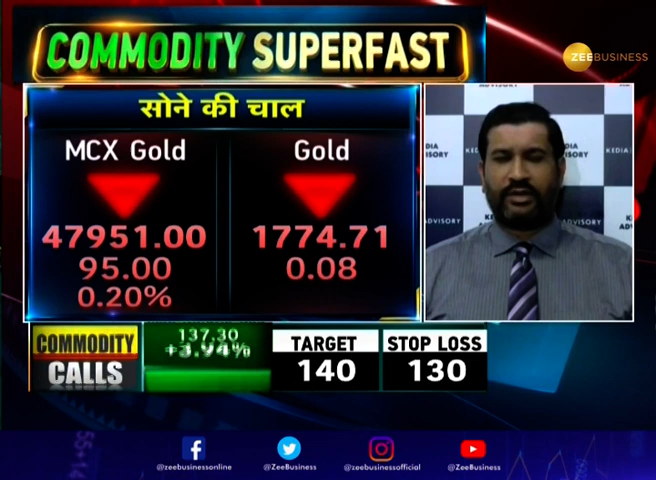 COMMODITY SUPERFAST
ZEEBUSINESS
सोने की चाल
MCX Gold
47951.00
95.00
0.20%
Gold
1774.71
0.08
KEDIA
ADVISORY
COMMODITY
CALLS
137.30
+3.94%
TARGET
140
STOP LOSS
130
@zeebusinessonline
@ZeeBusiness
@zeebusinessofficial
@ZeeBusiness